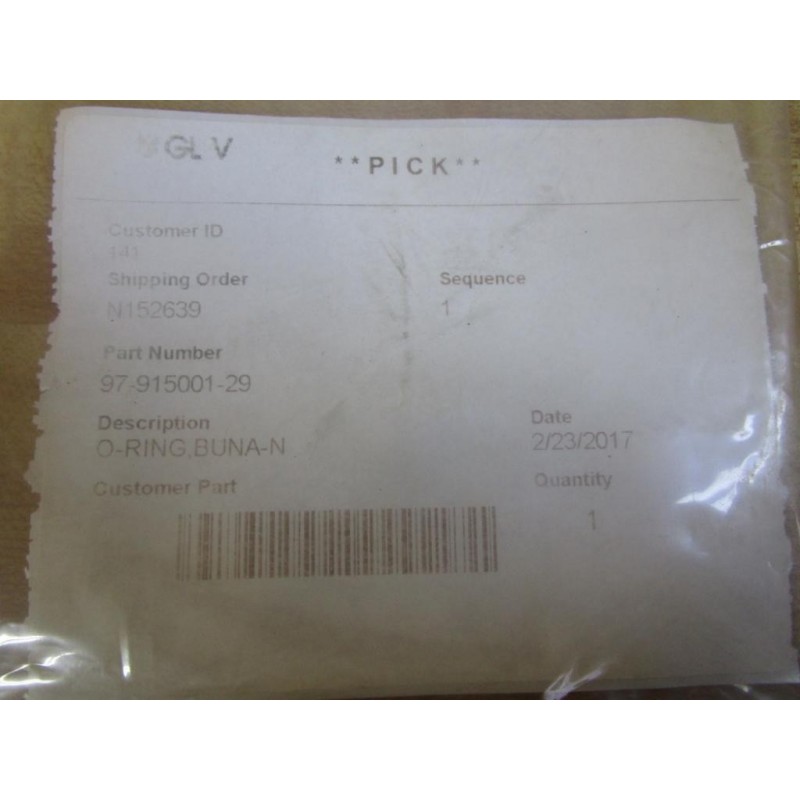 GLV
**PICK**
Customer ID
141
Shipping Order Sequence
N152639 1
Part Number
97-915001-29
Description Date
O-RING,BUNA-N 2/23/2017
Customer Part Quantity
1